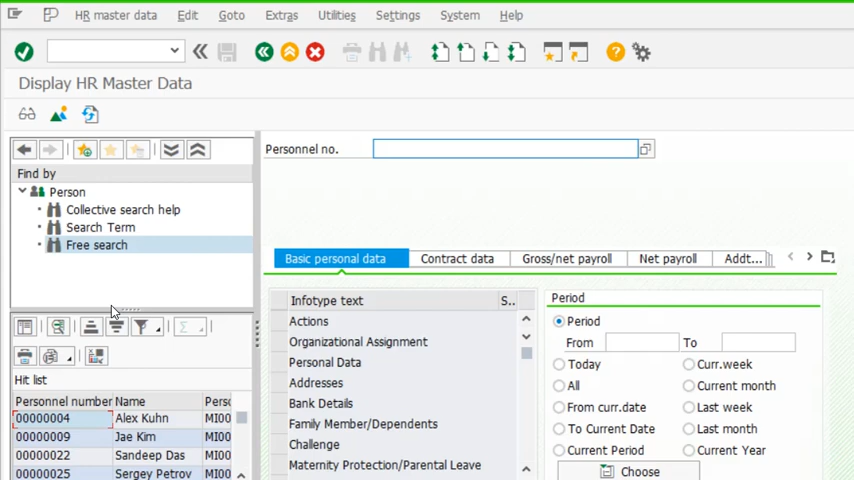 HR master data Edit Goto Extras Utilities Settings System Help
Display HR Master Data
Find by
Person
Collective search help
Search Term
Free search
Hit list
Personnel number Name Perso
00000004 Alex Kuhn MI00
00000009 Jae Kim MI00
00000022 Sandeep Das MI00
00000025 Sergey Petrov MI00
Personnel no.
Basic personal data Contract data Gross/net payroll Net payroll Addt...
Infotype text S..
Actions
Organizational Assignment
Personal Data
Addresses
Bank Details
Family Member/Dependents
Challenge
Maternity Protection/Parental Leave
Period
Period
From To
Today Curr.week
All Current month
From curr.date Last week
To Current Date Last month
Current Period Current Year
Choose